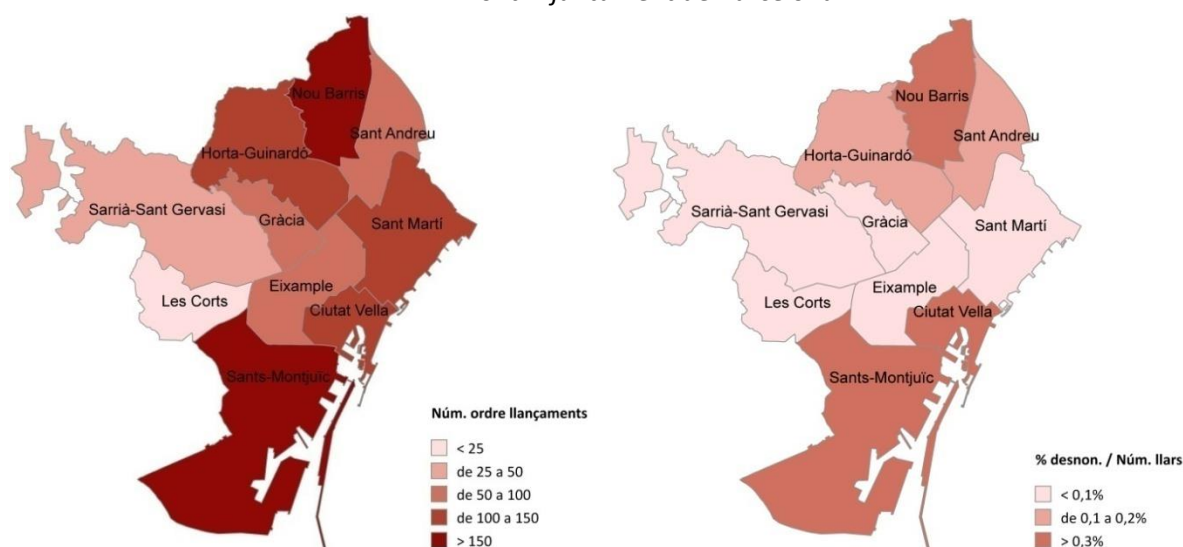 Nou Barris
Sant Andreu
Horta-Guinardó
Sarrià-Sant Gervasi
Gràcia
Sant Martí
Eixample
Les Corts
Ciutat Vella
Sants-Montjuïc
Núm. ordre llançaments
< 25
de 25 a 50
de 50 a 100
de 100 a 150
> 150
Nou Barris
Sant Andreu
Horta-Guinardó
Sarrià-Sant Gervasi
Gràcia
Sant Martí
Eixample
Les Corts
Ciutat Vella
Sants-Montjuïc
% desnon. / Núm. llars
< 0,1%
de 0,1 a 0,2%
> 0,3%